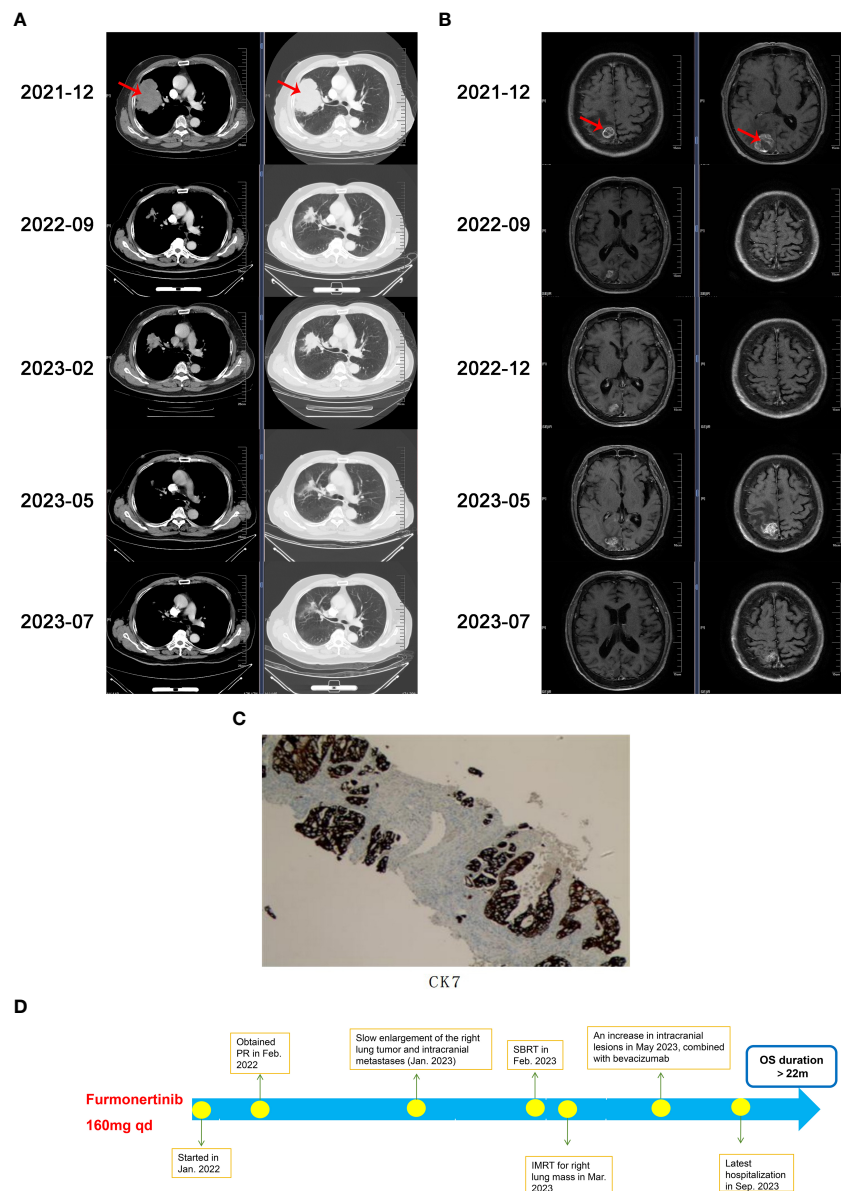 A
B
2021-12
2022-09
2023-02
2023-05
2023-07
2021-12
2022-09
2022-12
2023-05
2023-07
C
CK7
D
Obtained
PR in Feb.
2022
Slow enlargement of the right
lung tumor and intracranial
metastases (Jan. 2023)
SBRT in
Feb. 2023
An increase in intracranial
lesions in May 2023, combined
with bevacizumab
OS duration
> 22m
Furmonertinib
160mg qd
Started in
Jan. 2022
IMRT for right
lung mass in Mar.
2023
Latest
hospitalization
in Sep. 2023